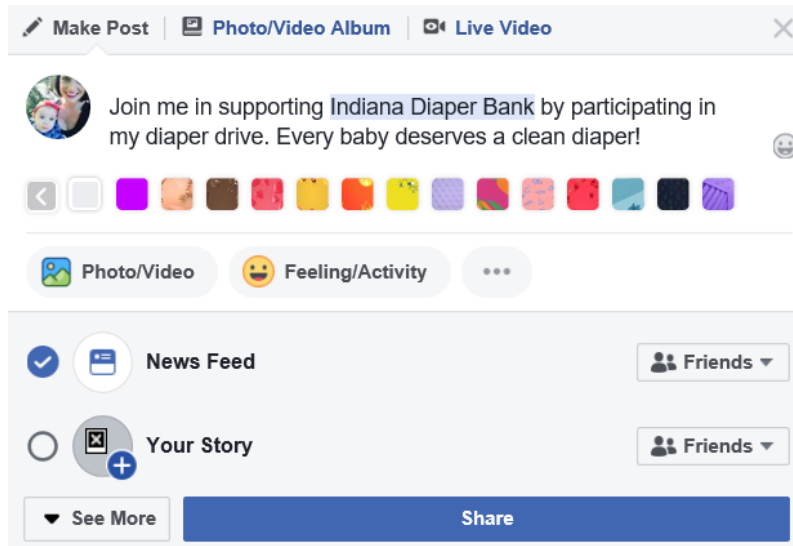 Make Post Photo/Video Album Live Video
Join me in supporting Indiana Diaper Bank by participating in
my diaper drive. Every baby deserves a clean diaper!
Photo/Video Feeling/Activity
News Feed Friends
Your Story Friends
See More Share